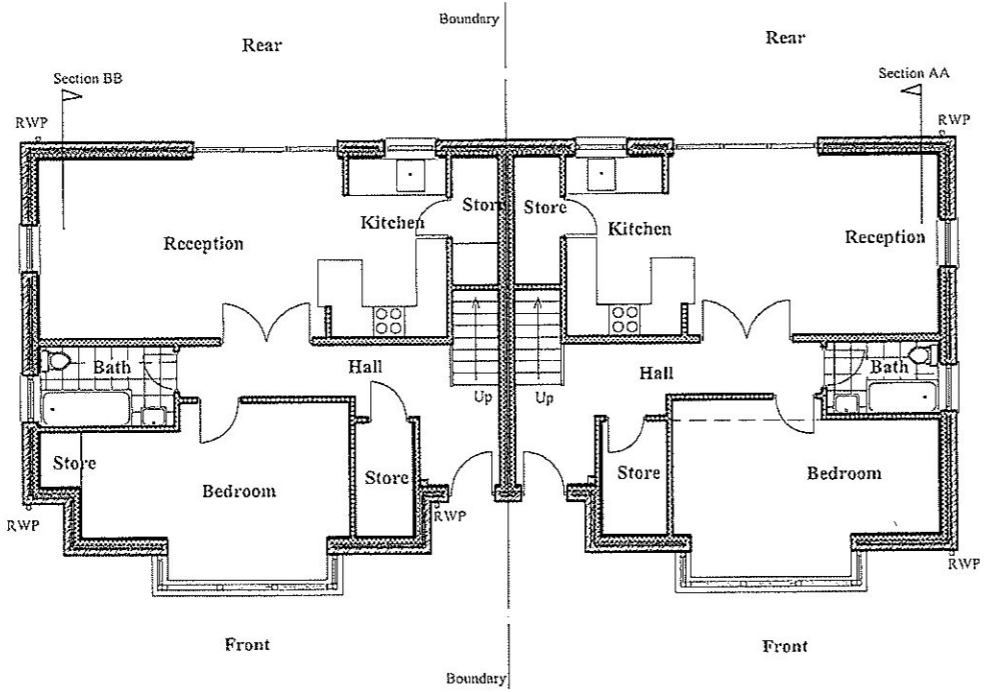 Boundary
Rear
Rear
Section BB
Section AA
RWP
RWP
Store
Store
Kitchen
Kitchen
Reception
Reception
Bath
Hall
Hall
Bath
Up
Up
Store
Bedroom
Store
Store
Bedroom
RWP
RWP
RWP
Front
Front
Boundary